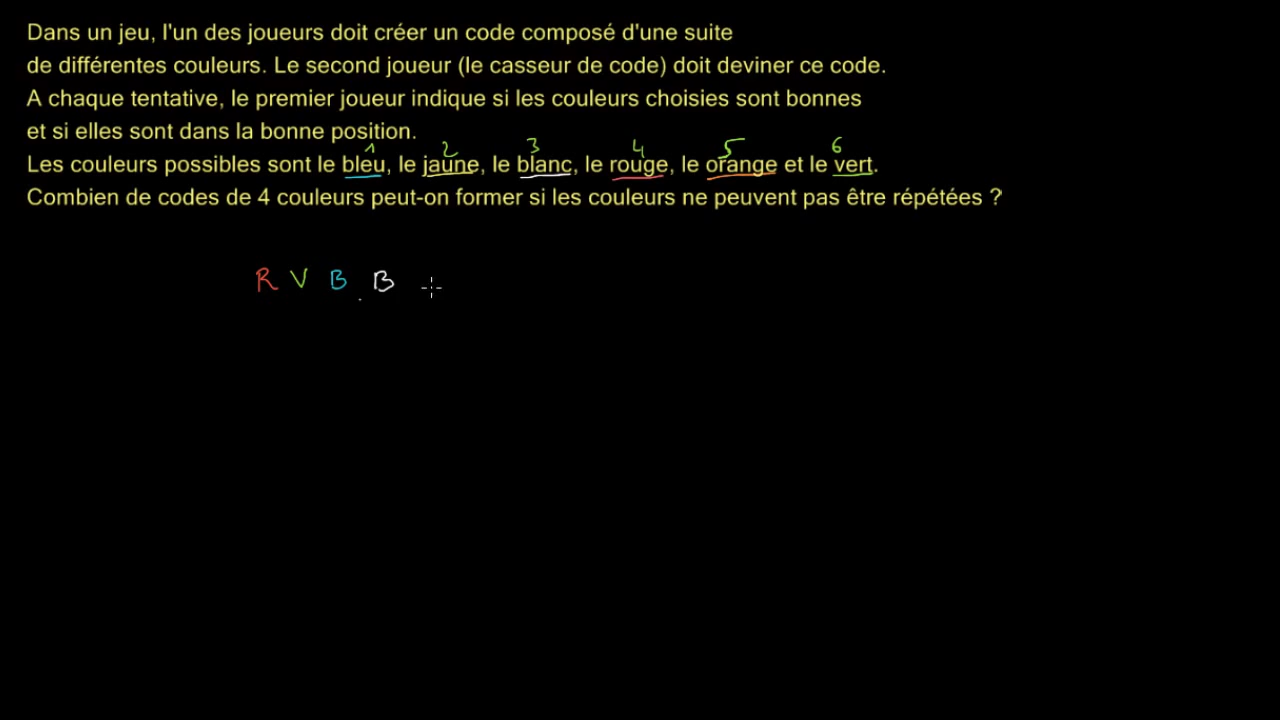 Dans un jeu, l'un des joueurs doit créer un code composé d'une suite
de différentes couleurs. Le second joueur (le casseur de code) doit deviner ce code.
A chaque tentative, le premier joueur indique si les couleurs choisies sont bonnes
et si elles sont dans la bonne position.
1 2 3 4 5 6
Les couleurs possibles sont le bleu, le jaune, le blanc, le rouge, le orange et le vert.
Combien de codes de 4 couleurs peut-on former si les couleurs ne peuvent pas être répétées ?
R V B B